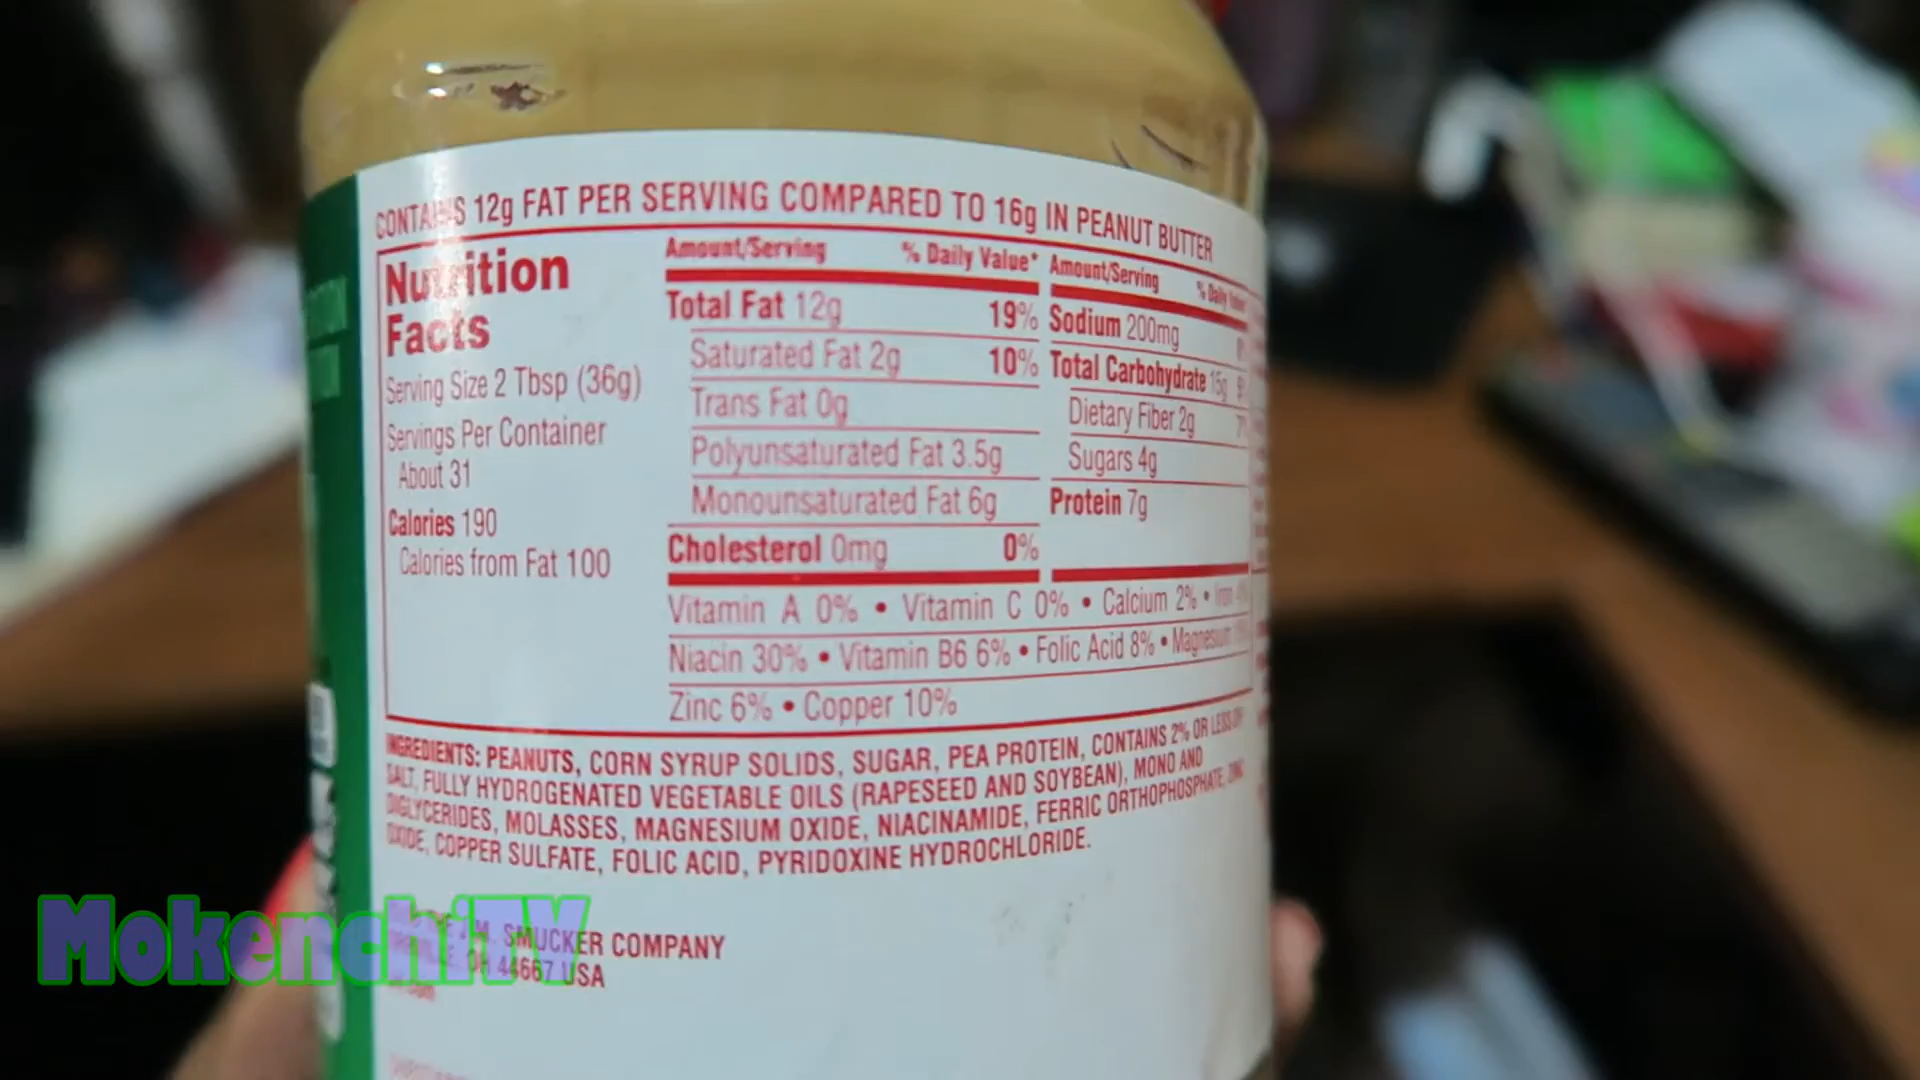 CONTAINS 12g FAT PER SERVING COMPARED TO 16g IN PEANUT BUTTER
Nutrition
Facts
Serving Size 2 Tbsp (36g)
Servings Per Container
About 31
Calories 190
Calories from Fat 100
Amount/Serving % Daily Value*
Total Fat 12g 19%
Saturated Fat 2g 10%
Trans Fat 0g
Polyunsaturated Fat 3.5g
Monounsaturated Fat 6g
Cholesterol 0mg 0%
Amount/Serving % Daily
Sodium 200mg
Total Carbohydrate 15g
Dietary Fiber 2g
Sugars 4g
Protein 7g
Vitamin A 0% • Vitamin C 0% • Calcium 2% • Iron
Niacin 30% • Vitamin B6 6% • Folic Acid 8% • Magnesium
Zinc 6% • Copper 10%
INGREDIENTS: PEANUTS, CORN SYRUP SOLIDS, SUGAR, PEA PROTEIN, CONTAINS 2% OR LESS OF
SALT, FULLY HYDROGENATED VEGETABLE OILS (RAPESEED AND SOYBEAN), MONO AND
DIGLYCERIDES, MOLASSES, MAGNESIUM OXIDE, NIACINAMIDE, FERRIC ORTHOPHOSPHATE, ZINC
OXIDE, COPPER SULFATE, FOLIC ACID, PYRIDOXINE HYDROCHLORIDE.
J.M. SMUCKER COMPANY
OH 44667 USA
MokenchiTV